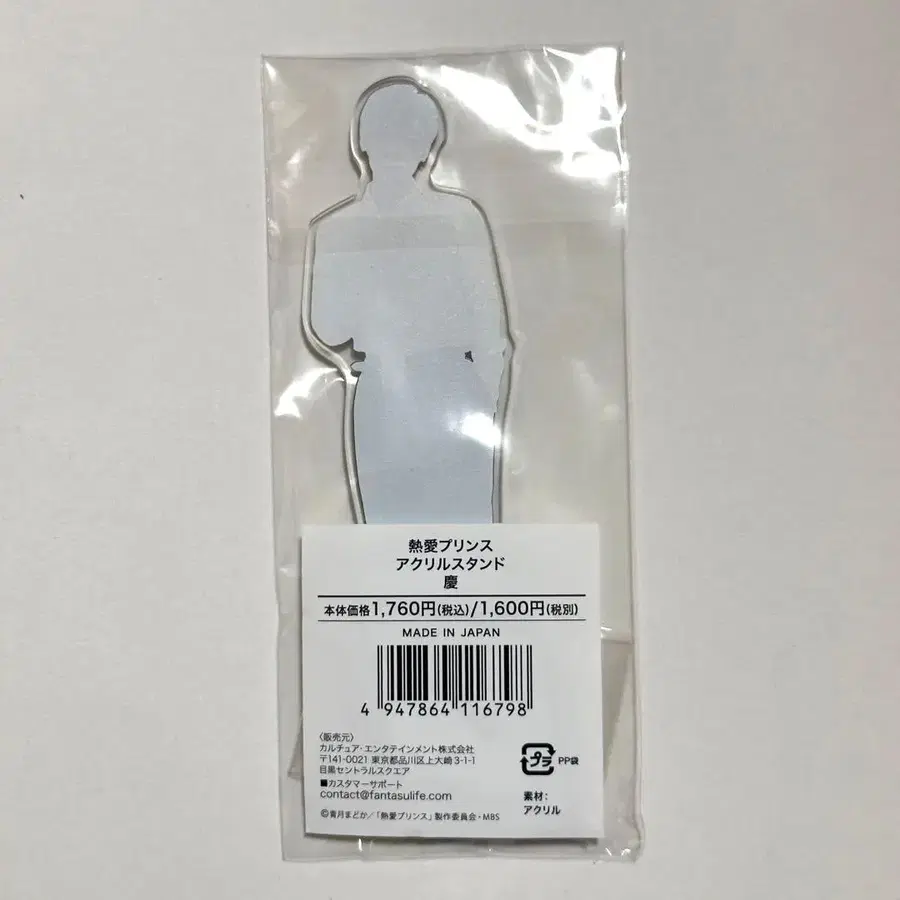 熱愛プリンス
アクリルスタンド
慶
本体価格1,760円(税込)/1,600円(税別)
MADE IN JAPAN
4 947864 116798
〈販売元〉
カルチュア・エンタテインメント株式会社
〒141-0021 東京都品川区上大崎 3-1-1
目黒セントラルスクエア
■カスタマーサポート
contact@fantasulife.com
プラ PP袋
素材:
アクリル
©青月まどか/「熱愛プリンス」製作委員会・MBS